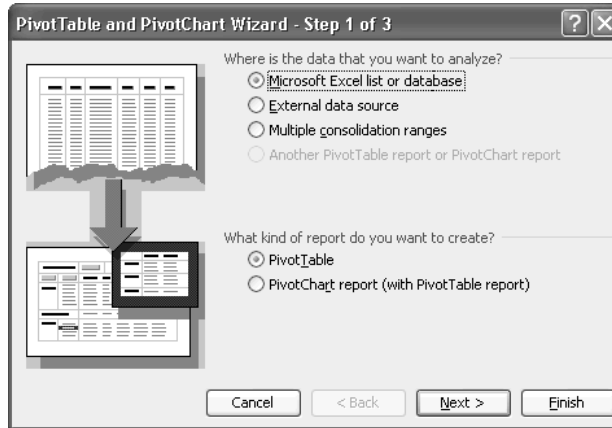 PivotTable and PivotChart Wizard - Step 1 of 3
Where is the data that you want to analyze?
Microsoft Excel list or database
External data source
Multiple consolidation ranges
Another PivotTable report or PivotChart report
What kind of report do you want to create?
PivotTable
PivotChart report (with PivotTable report)
Cancel
< Back
Next >
Finish